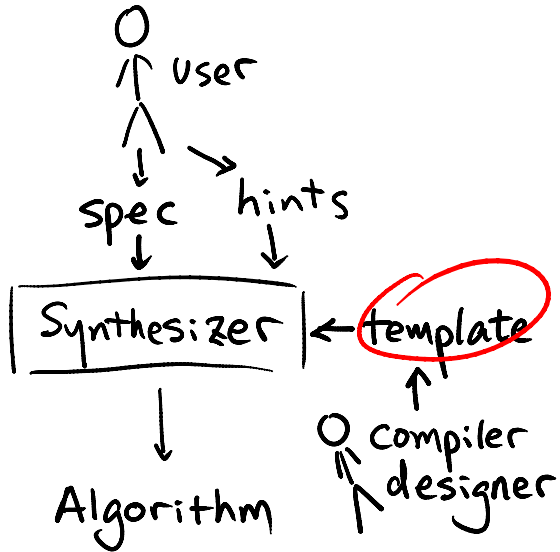 user
spec
hints
Synthesizer
template
compiler
designer
Algorithm